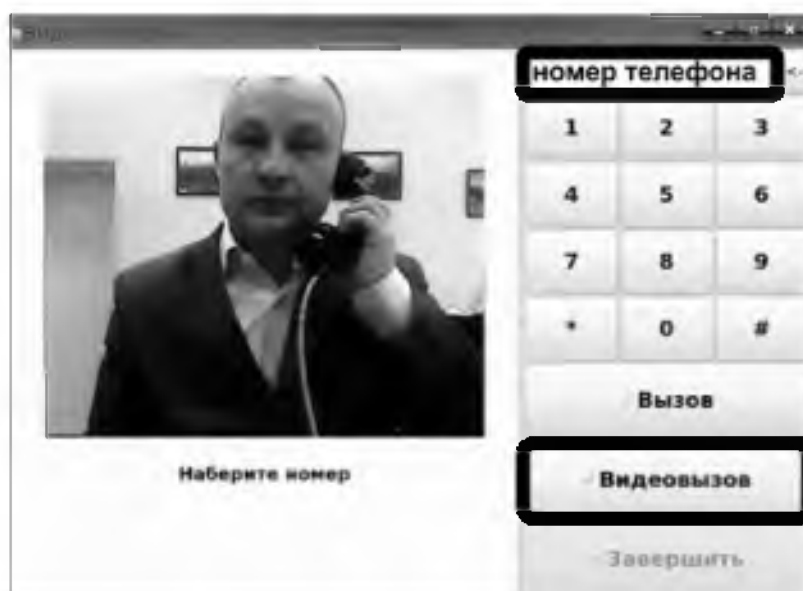 номер телефона <-
1 2 3
4 5 6
7 8 9
* 0 #
Вызов
Наберите номер
Видеовызов
Завершить